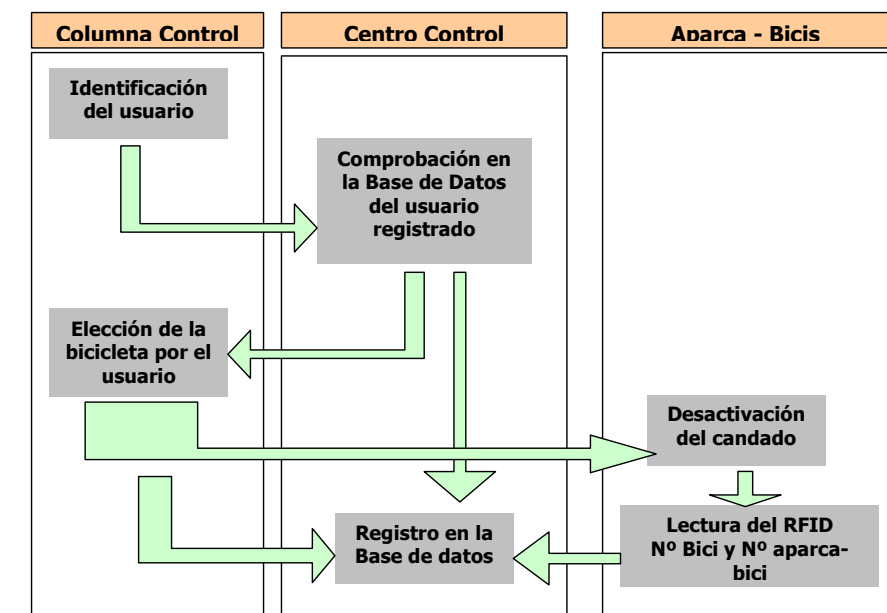 Columna Control
Centro Control
Aparca - Bicis
Identificación
del usuario
Comprobación en
la Base de Datos
del usuario
registrado
Elección de la
bicicleta por el
usuario
Desactivación
del candado
Registro en la
Base de datos
Lectura del RFID
Nº Bici y Nº aparca-
bici